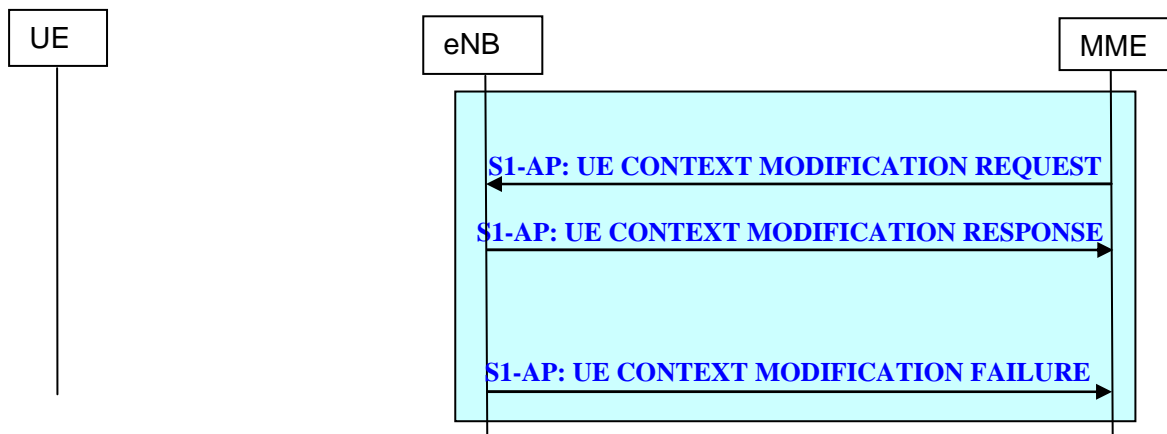 UE
eNB
MME
S1-AP: UE CONTEXT MODIFICATION REQUEST
S1-AP: UE CONTEXT MODIFICATION RESPONSE
S1-AP: UE CONTEXT MODIFICATION FAILURE